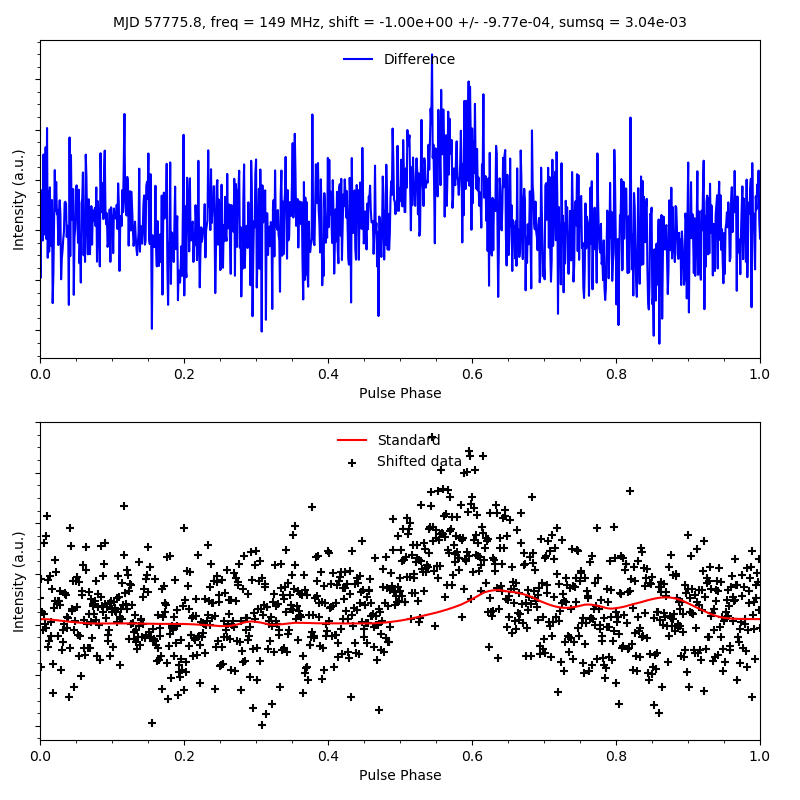 MJD 57775.8, freq = 149 MHz, shift = -1.00e+00 +/- -9.77e-04, sumsq = 3.04e-03
Difference
Intensity (a.u.)
0.0 0.2 0.4 0.6 0.8 1.0
Pulse Phase
Standard
Shifted data
Intensity (a.u.)
0.0 0.2 0.4 0.6 0.8 1.0
Pulse Phase